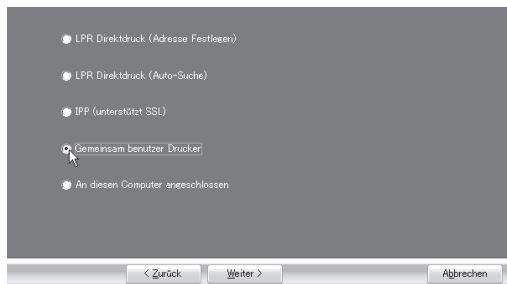 LPR Direktdruck (Adresse Festlegen)
LPR Direktdruck (Auto-Suche)
IPP (unterstützt SSL)
Gemeinsam benutzer Drucker
An diesen Computer angeschlossen
< Zurück Weiter > Abbrechen